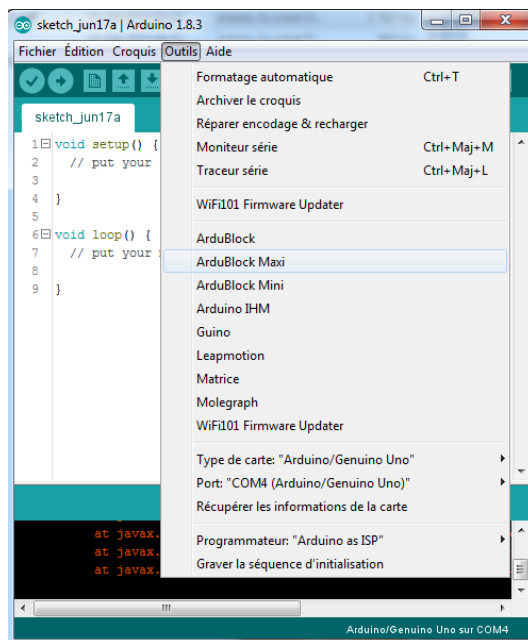 sketch_jun17a | Arduino 1.8.3
Fichier Édition Croquis Outils Aide
sketch_jun17a
1 void setup() {
2 // put your
3
4 }
5
6 void loop() {
7 // put your
8
9 }
Formatage automatique Ctrl+T
Archiver le croquis
Réparer encodage & recharger
Moniteur série Ctrl+Maj+M
Traceur série Ctrl+Maj+L
WiFi101 Firmware Updater
ArduBlock
ArduBlock Maxi
ArduBlock Mini
Arduino IHM
Guino
Leapmotion
Matrice
Molegraph
WiFi101 Firmware Updater
Type de carte: "Arduino/Genuino Uno"
Port: "COM4 (Arduino/Genuino Uno)"
Récupérer les informations de la carte
Programmateur: "Arduino as ISP"
Graver la séquence d'initialisation
at javax.
at javax.
at javax.
Arduino/Genuino Uno sur COM4